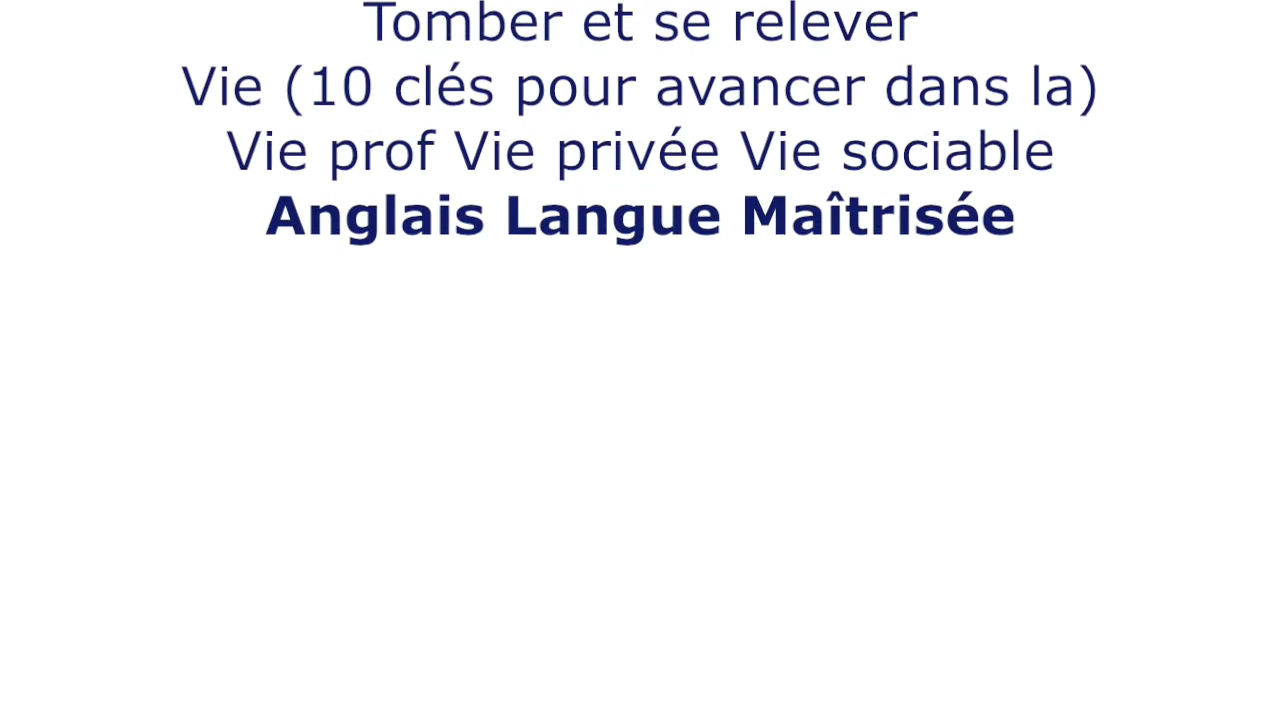 Tomber et se relever
Vie (10 clés pour avancer dans la)
Vie prof Vie privée Vie sociable
Anglais Langue Maîtrisée